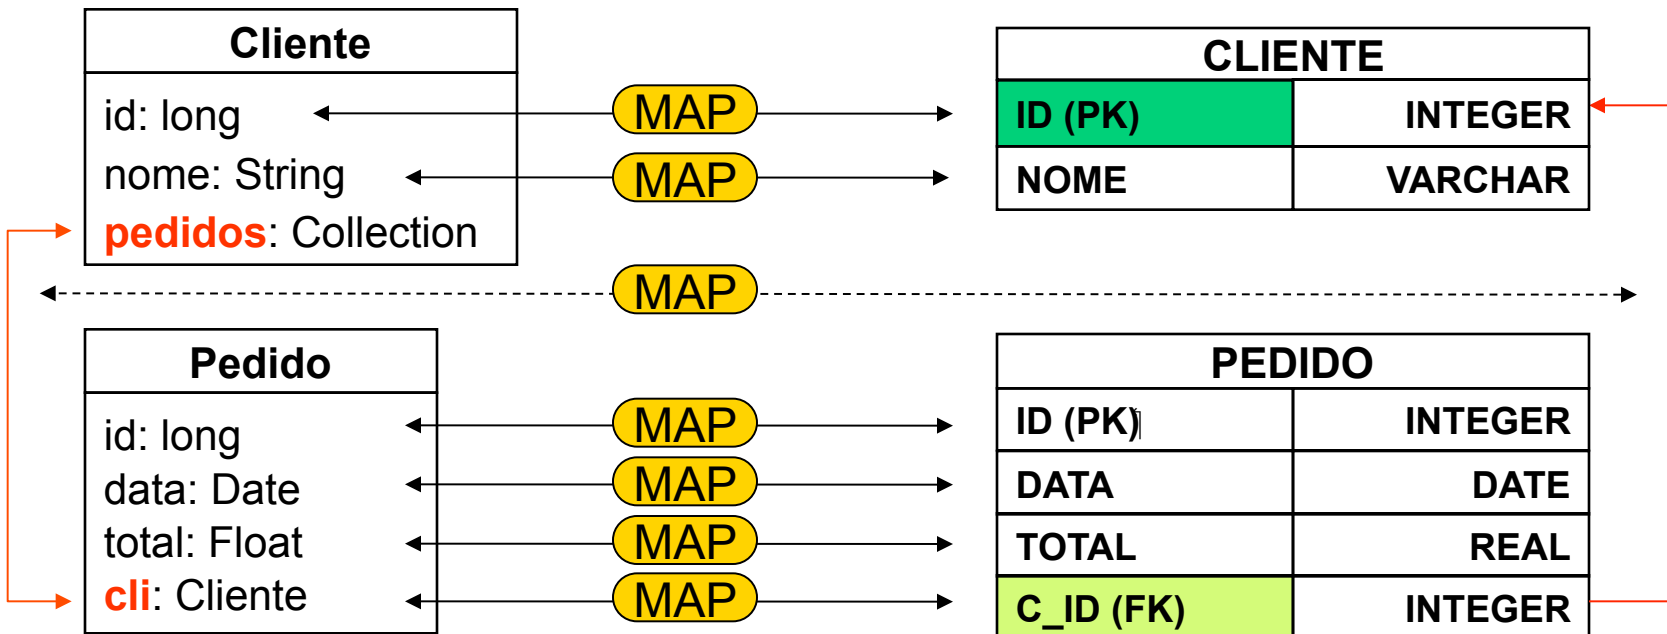 Cliente
id: long
nome: String
pedidos: Collection
MAP
MAP
CLIENTE
ID (PK) INTEGER
NOME VARCHAR
MAP
Pedido
id: long
data: Date
total: Float
cli: Cliente
MAP
MAP
MAP
MAP
PEDIDO
ID (PK) INTEGER
DATA DATE
TOTAL REAL
C_ID (FK) INTEGER